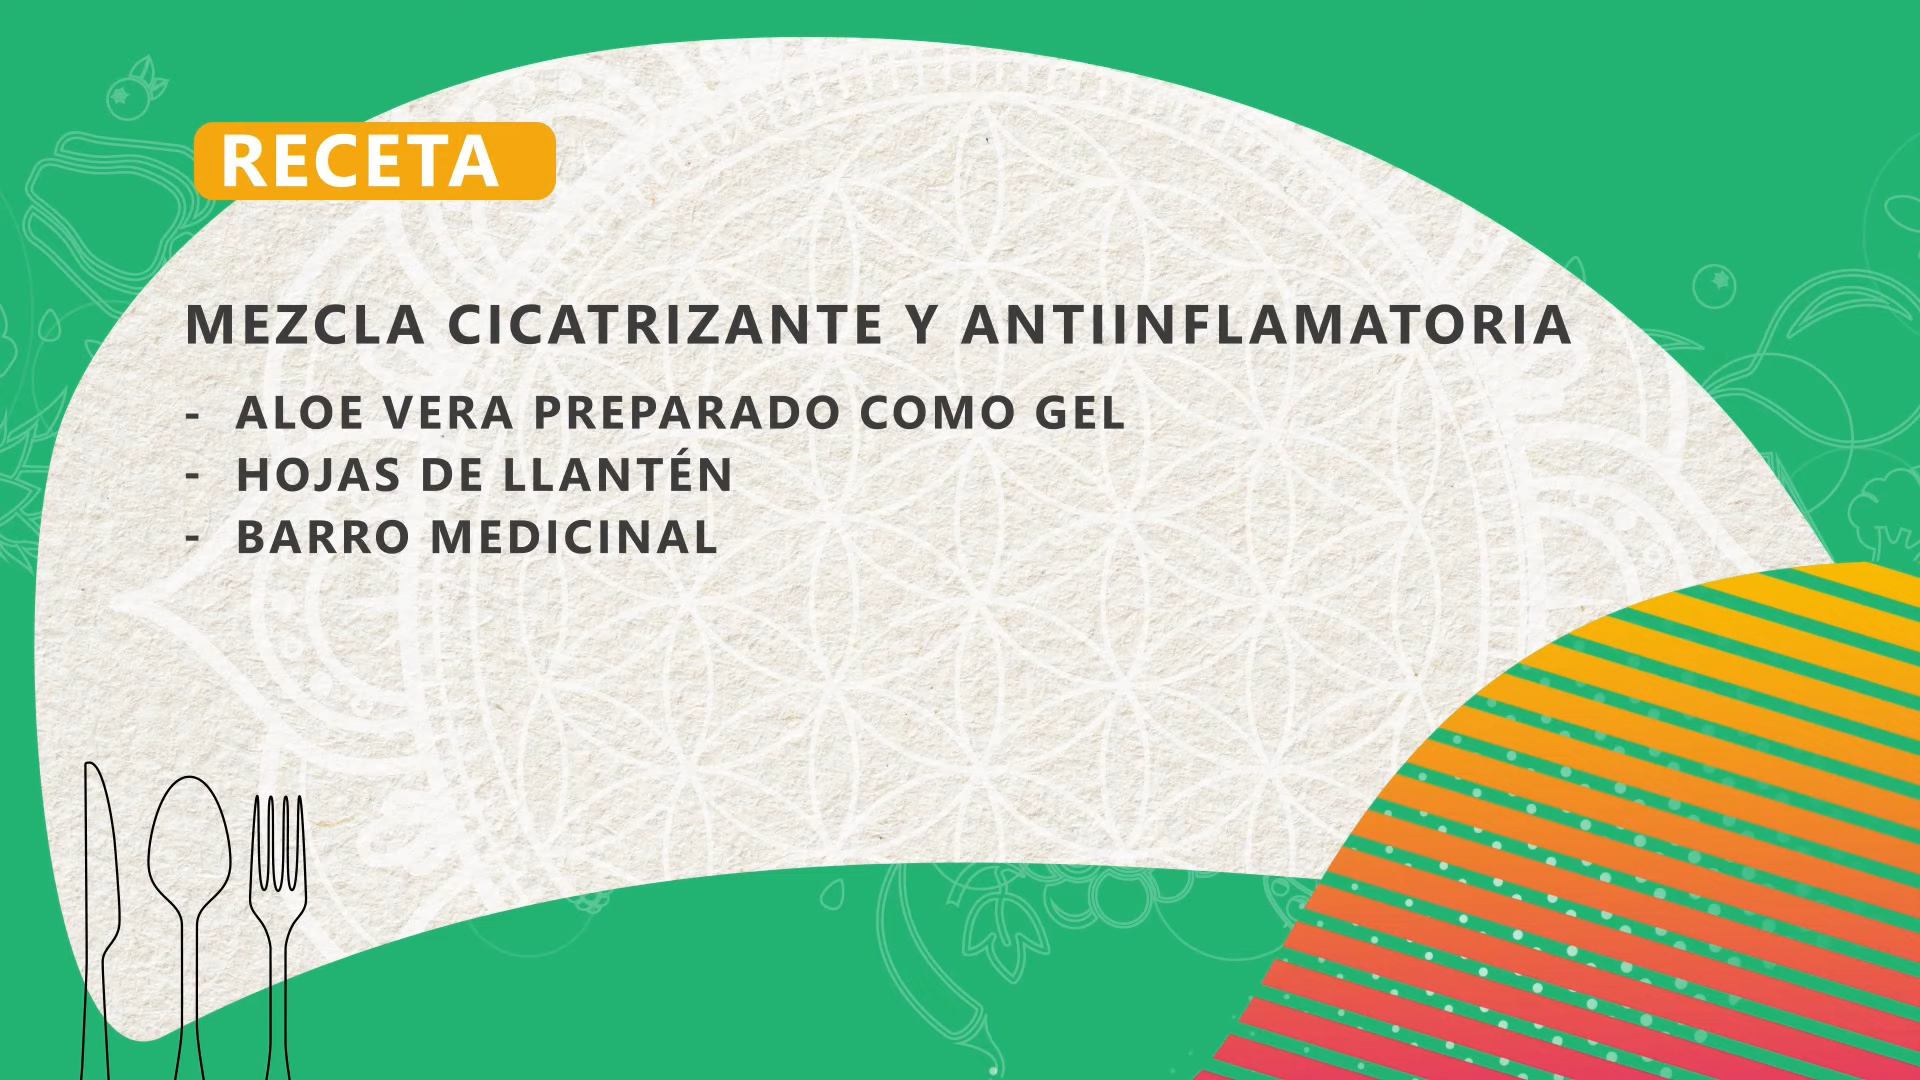 RECETA
MEZCLA CICATRIZANTE Y ANTIINFLAMATORIA
- ALOE VERA PREPARADO COMO GEL
- HOJAS DE LLANTÉN
- BARRO MEDICINAL